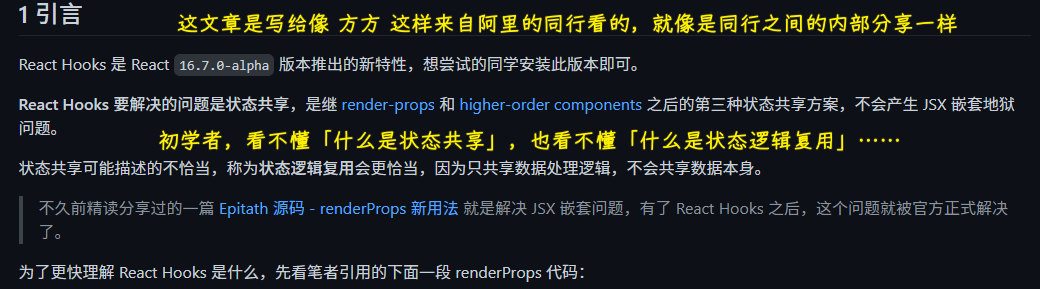 1 引言
这文章是写给像 方方 这样来自阿里的同行看的，就像是同行之间的内部分享一样
React Hooks 是 React 16.7.0-alpha 版本推出的新特性，想尝试的同学安装此版本即可。
React Hooks 要解决的问题是状态共享，是继 render-props 和 higher-order components 之后的第三种状态共享方案，不会产生 JSX 嵌套地狱
问题。
初学者，看不懂「什么是状态共享」，也看不懂「什么是状态逻辑复用」……
状态共享可能描述的不恰当，称为状态逻辑复用会更恰当，因为只共享数据处理逻辑，不会共享数据本身。
不久前精读分享过的一篇 Epitath 源码 - renderProps 新用法 就是解决 JSX 嵌套问题，有了 React Hooks 之后，这个问题就被官方正式解决
了。
为了更快理解 React Hooks 是什么，先看笔者引用的下面一段 renderProps 代码：